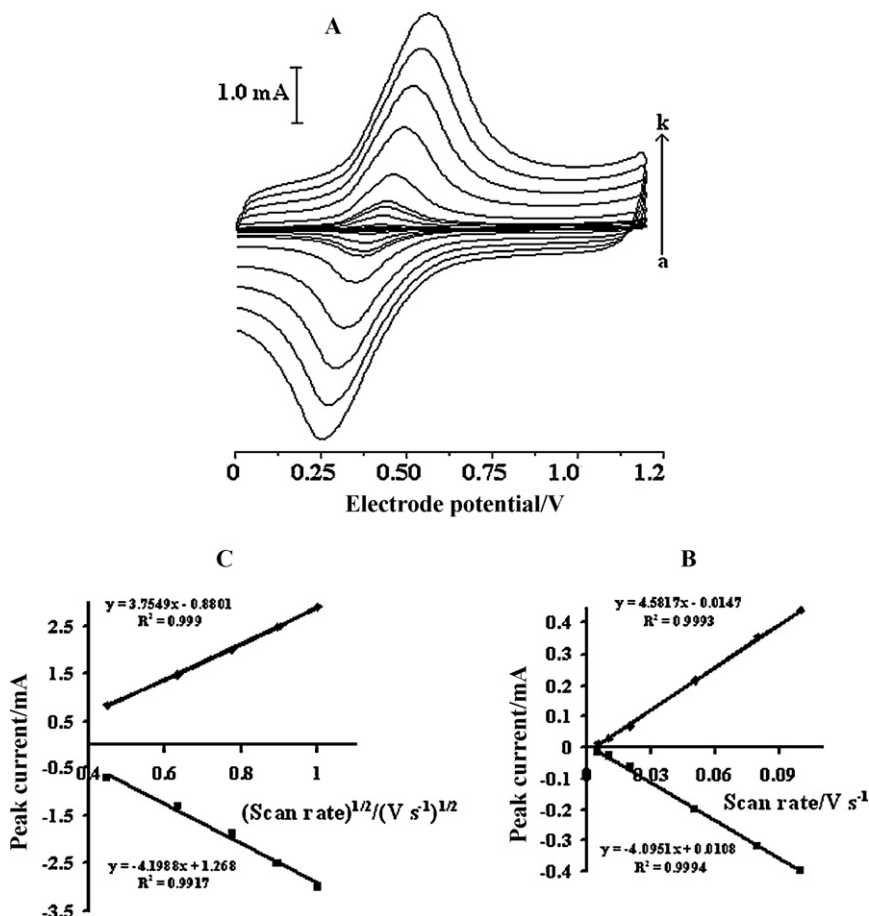 A
1.0 mA
k
a
0 0.25 0.50 0.75 1.0 1.2
Electrode potential/V
C
y = 3.7549x - 0.8801
R² = 0.999
2.5
1.5
0.5
-0.5
-1.5
-2.5
-3.5
0.4 0.6 0.8 1
Peak current/mA
(Scan rate)^1/2/(V s⁻¹)^1/2
y = -4.1988x + 1.268
R² = 0.9917
B
y = 4.5817x - 0.0147
R² = 0.9993
0.4
0.3
0.2
0.1
0
-0.1
-0.2
-0.3
-0.4
0 0.03 0.06 0.09
Peak current/mA
Scan rate/V s⁻¹
y = -4.0951x + 0.0108
R² = 0.9994